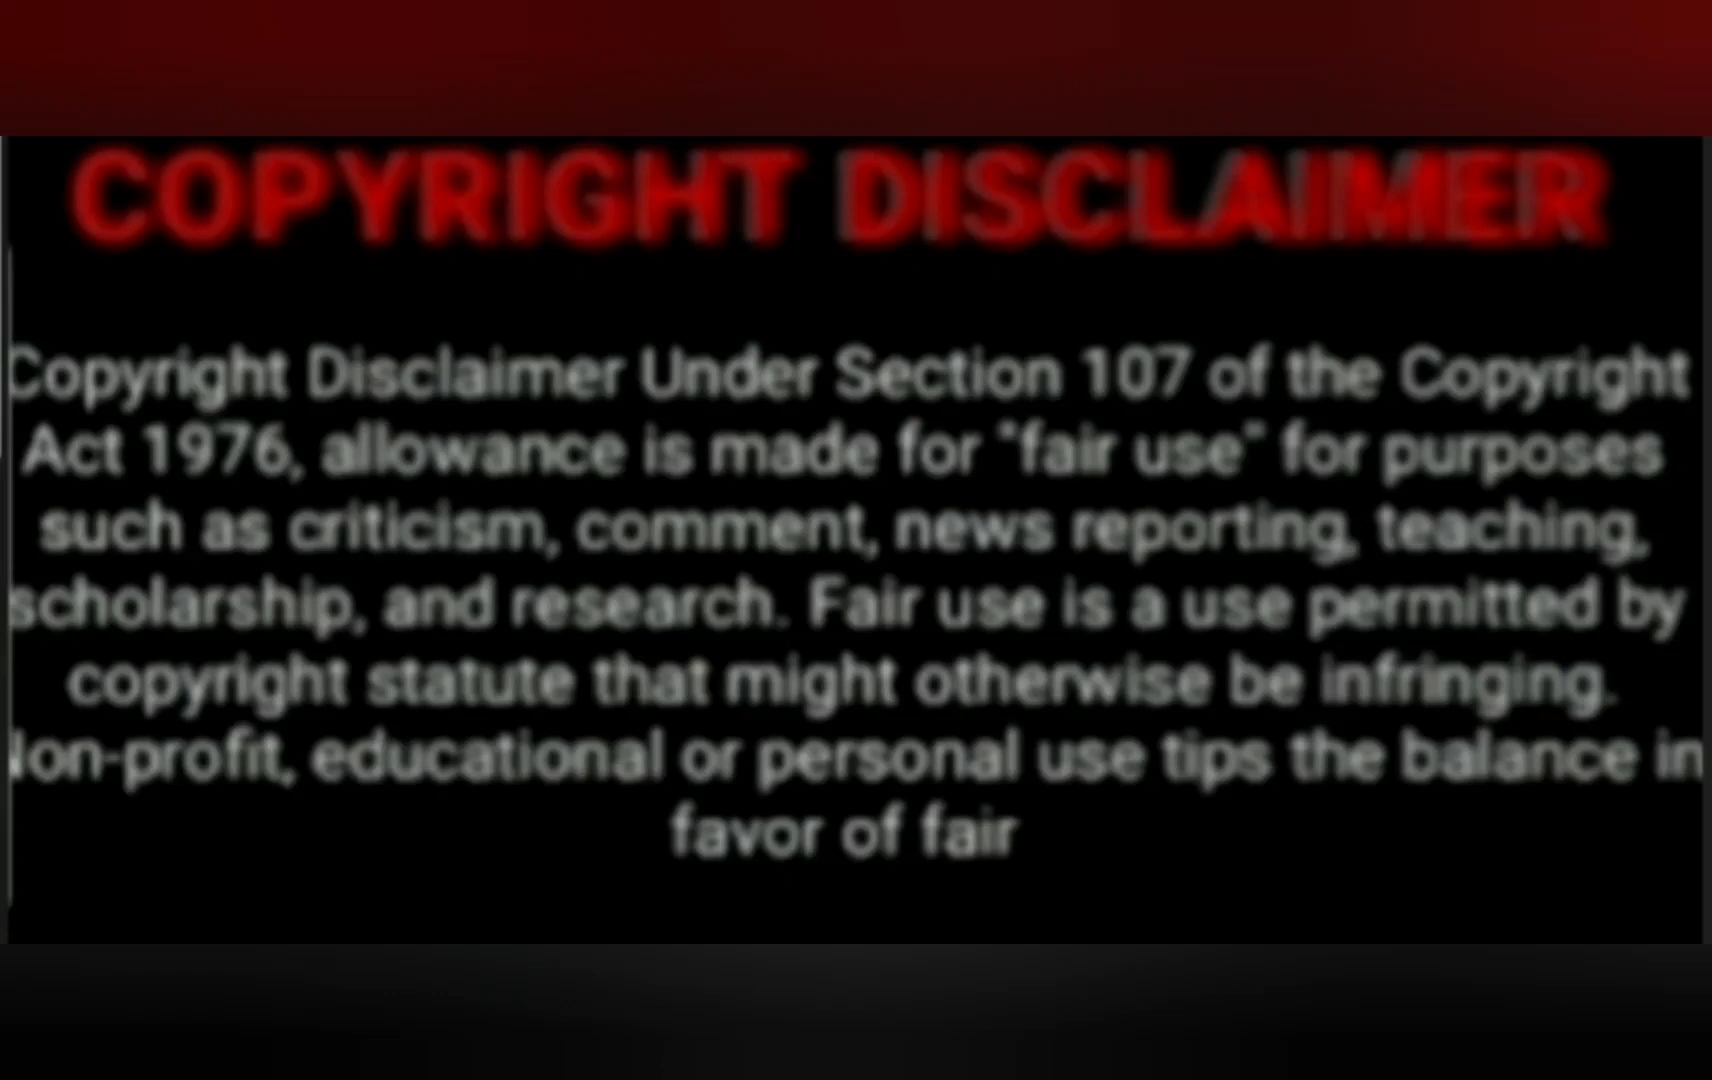 COPYRIGHT DISCLAIMER
Copyright Disclaimer Under Section 107 of the Copyright
Act 1976, allowance is made for "fair use" for purposes
such as criticism, comment, news reporting, teaching,
scholarship, and research. Fair use is a use permitted by
copyright statute that might otherwise be infringing.
Non-profit, educational or personal use tips the balance in
favor of fair